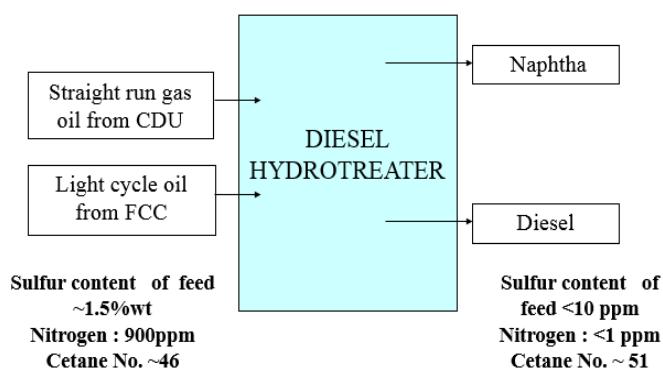 Straight run gas
oil from CDU
Light cycle oil
from FCC
DIESEL
HYDROTREATER
Naphtha
Diesel
Sulfur content of feed
~1.5%wt
Nitrogen : 900ppm
Cetane No. ~46
Sulfur content of
feed <10 ppm
Nitrogen : <1 ppm
Cetane No. ~ 51